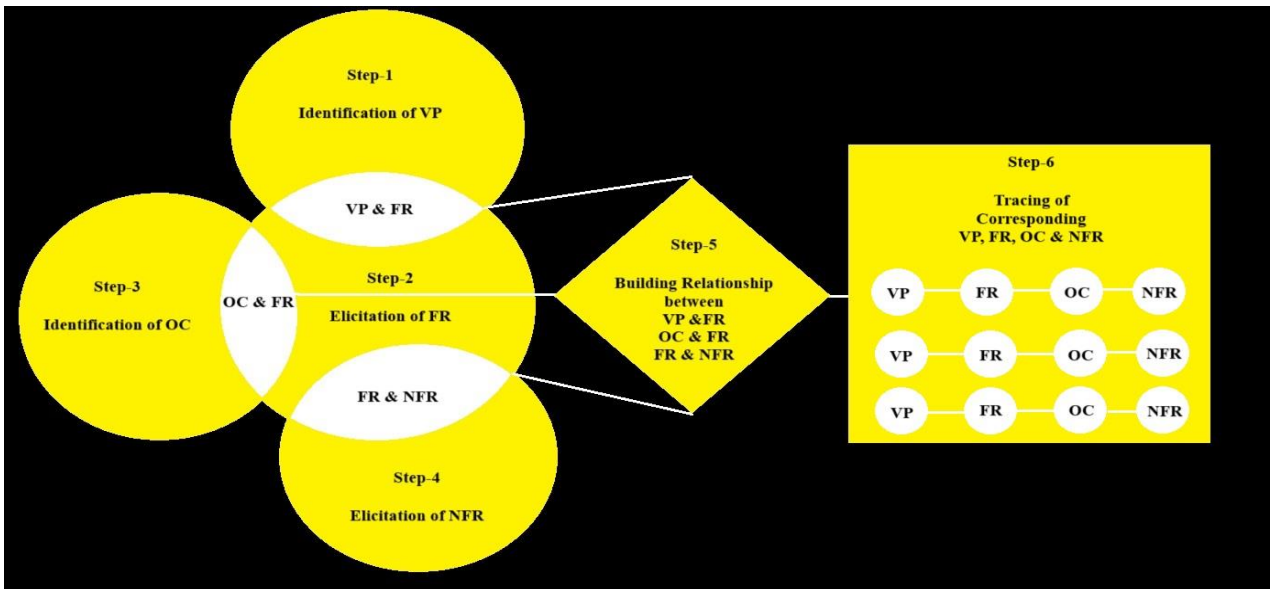 Step-1
Identification of VP
VP & FR
Step-2
Elicitation of FR
Step-3
Identification of OC
OC & FR
FR & NFR
Step-4
Elicitation of NFR
Step-5
Building Relationship
between
VP &FR
OC & FR
FR & NFR
Step-6
Tracing of
Corresponding
VP, FR, OC & NFR
VP FR OC NFR
VP FR OC NFR
VP FR OC NFR